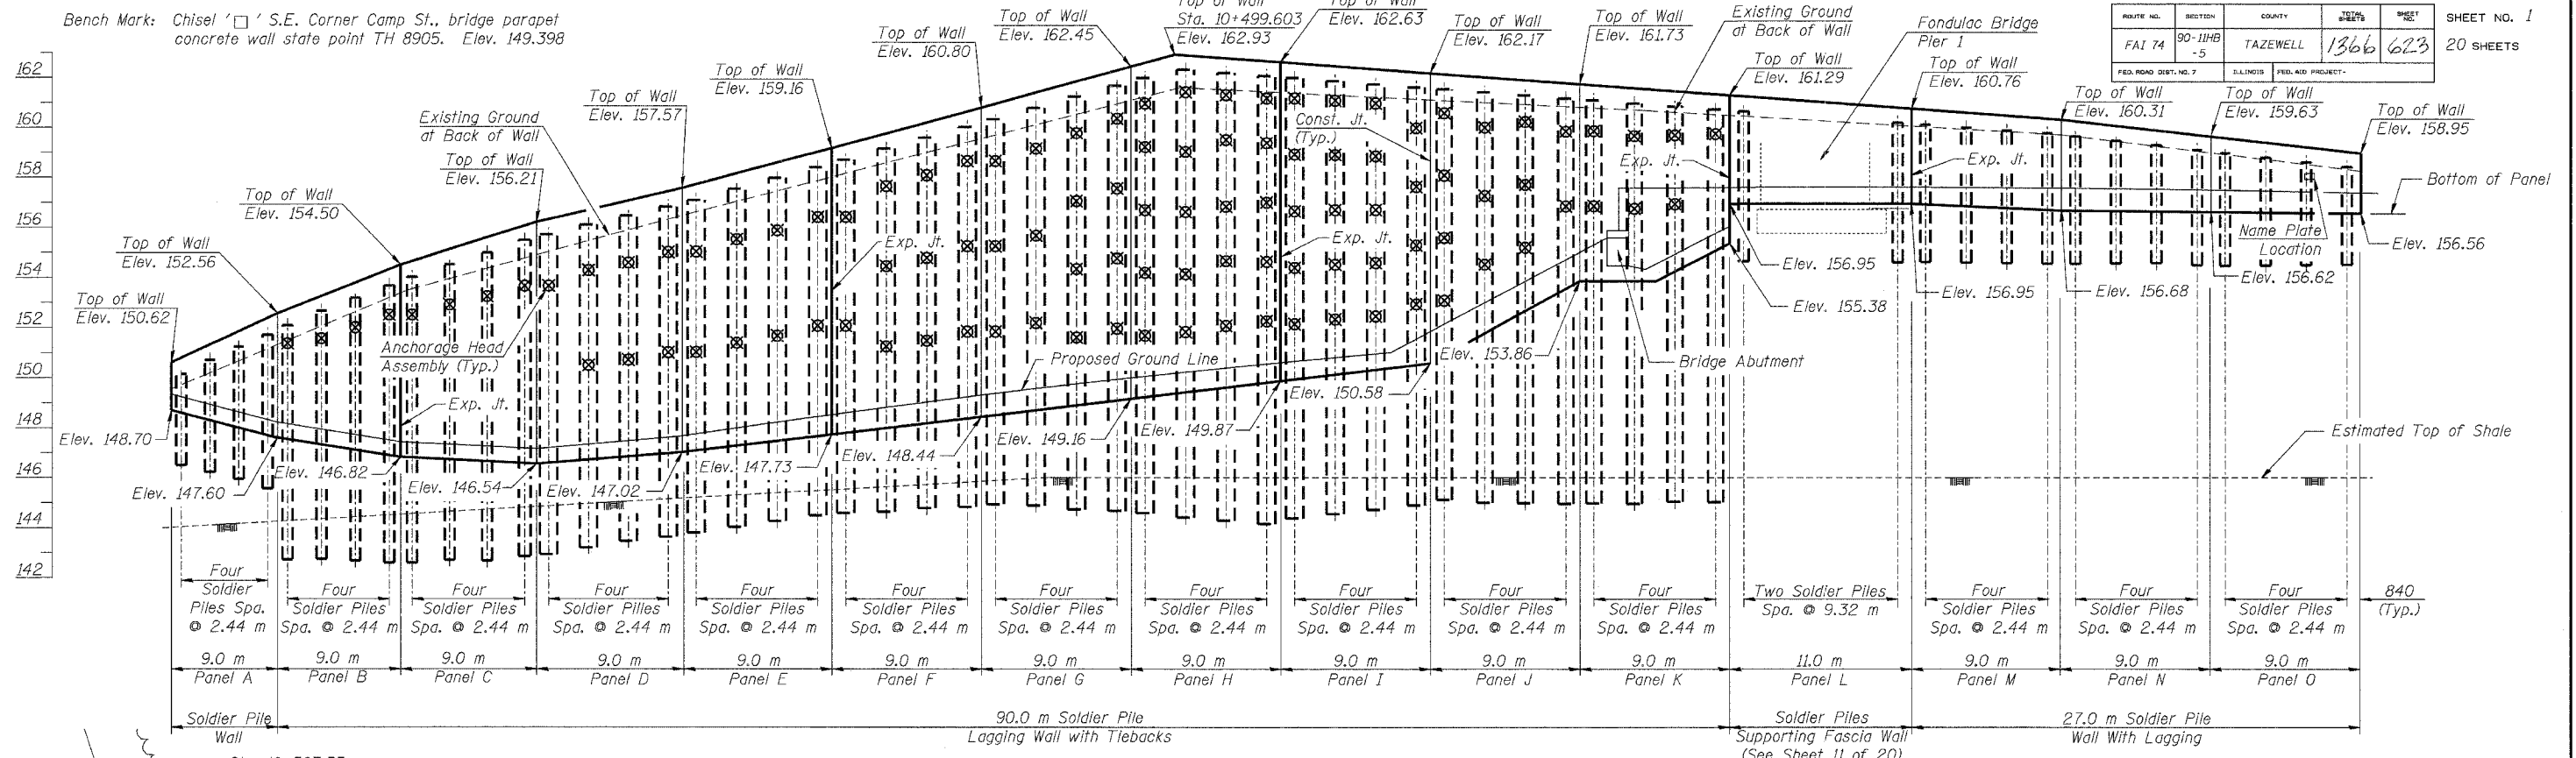 Bench Mark: Chisel '□' S.E. Corner Camp St., bridge parapet
concrete wall state point TH 8905. Elev. 149.398
ROUTE NO. SECTION COUNTY TOTAL SHEETS SHEET NO.
FAI 74 90-11HB-5 TAZEWELL 1366 623
FED. ROAD DIST. NO. 7 ILLINOIS FED. AID PROJECT-
SHEET NO. 1
20 SHEETS
162
160
158
156
154
152
150
148
146
144
142
Top of Wall
Elev. 150.62
Top of Wall
Elev. 152.56
Top of Wall
Elev. 154.50
Top of Wall
Elev. 156.21
Existing Ground
at Back of Wall
Top of Wall
Elev. 157.57
Top of Wall
Elev. 159.16
Top of Wall
Elev. 160.80
Top of Wall
Elev. 162.45
Top of Wall
Sta. 10+499.603
Elev. 162.93
Top of Wall
Elev. 162.63
Top of Wall
Elev. 162.17
Top of Wall
Elev. 161.73
Existing Ground
at Back of Wall
Top of Wall
Elev. 161.29
Fondulac Bridge
Pier 1
Top of Wall
Elev. 160.76
Top of Wall
Elev. 160.31
Top of Wall
Elev. 159.63
Top of Wall
Elev. 158.95
Const. Jt.
(Typ.)
Exp. Jt.
Exp. Jt.
Exp. Jt.
Exp. Jt.
Exp. Jt.
Bottom of Panel
Name Plate
Location
Anchorage Head
Assembly (Typ.)
Proposed Ground Line
Bridge Abutment
Estimated Top of Shale
Elev. 148.70
Elev. 147.60
Elev. 146.82
Elev. 146.54
Elev. 147.02
Elev. 147.73
Elev. 148.44
Elev. 149.16
Elev. 149.87
Elev. 150.58
Elev. 153.86
Elev. 155.38
Elev. 156.95
Elev. 156.95
Elev. 156.68
Elev. 156.62
Elev. 156.56
Four
Soldier
Piles Spa.
@ 2.44 m
Four
Soldier Piles
Spa. @ 2.44 m
Four
Soldier Piles
Spa. @ 2.44 m
Four
Soldier Piles
Spa. @ 2.44 m
Four
Soldier Piles
Spa. @ 2.44 m
Four
Soldier Piles
Spa. @ 2.44 m
Four
Soldier Piles
Spa. @ 2.44 m
Four
Soldier Piles
Spa. @ 2.44 m
Four
Soldier Piles
Spa. @ 2.44 m
Four
Soldier Piles
Spa. @ 2.44 m
Four
Soldier Piles
Spa. @ 2.44 m
Two Soldier Piles
Spa. @ 9.32 m
Four
Soldier Piles
Spa. @ 2.44 m
Four
Soldier Piles
Spa. @ 2.44 m
Four
Soldier Piles
Spa. @ 2.44 m
840
(Typ.)
9.0 m 9.0 m 9.0 m 9.0 m 9.0 m 9.0 m 9.0 m 9.0 m 9.0 m 9.0 m 9.0 m 11.0 m 9.0 m 9.0 m 9.0 m
Panel A Panel B Panel C Panel D Panel E Panel F Panel G Panel H Panel I Panel J Panel K Panel L Panel M Panel N Panel O
Soldier Pile
Wall
90.0 m Soldier Pile
Lagging Wall with Tiebacks
Soldier Piles
Supporting Fascia Wall
(See Sheet 11 of 20)
27.0 m Soldier Pile
Wall With Lagging